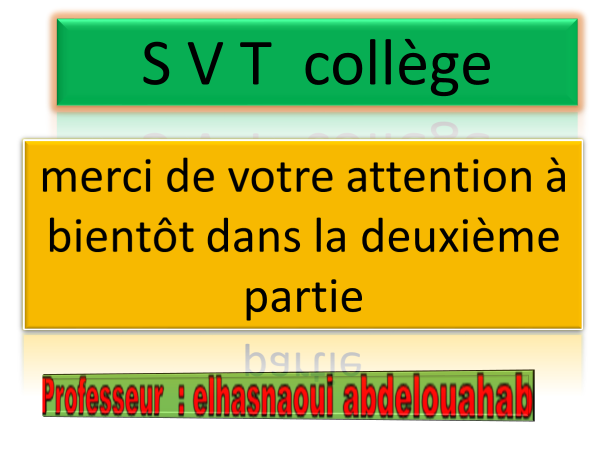 S V T collège
merci de votre attention à
bientôt dans la deuxième
partie
Professeur : elhasnaoui abdelouahab